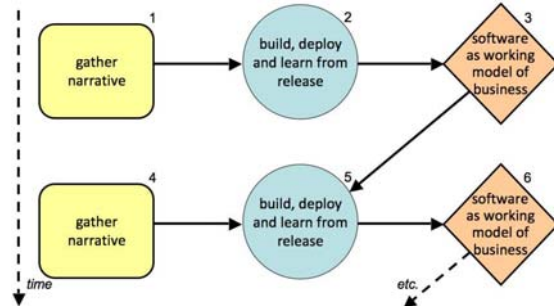 1
gather
narrative
2
build, deploy
and learn from
release
3
software
as working
model of
business
4
gather
narrative
5
build, deploy
and learn from
release
6
software
as working
model of
business
time
etc.